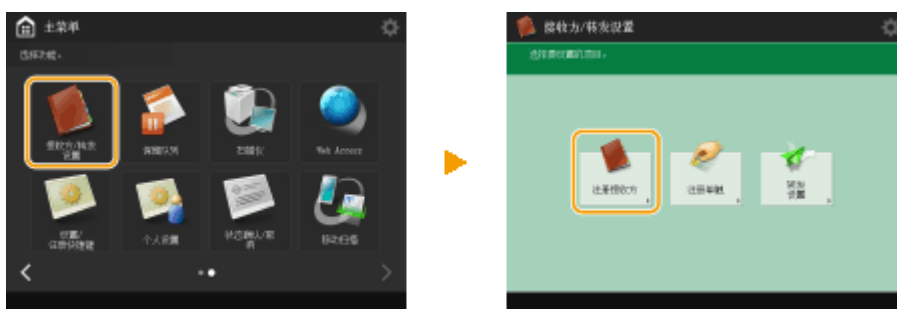 主菜单
选择功能。
接收方/转发
设置
保留队列
扫描仪
Web Access
设置/
注册快捷键
个人设置
状态确认/取
消
移动扫描
接收方/转发设置
选择要设置的项目。
注册接收方
注册单触
转发
设置